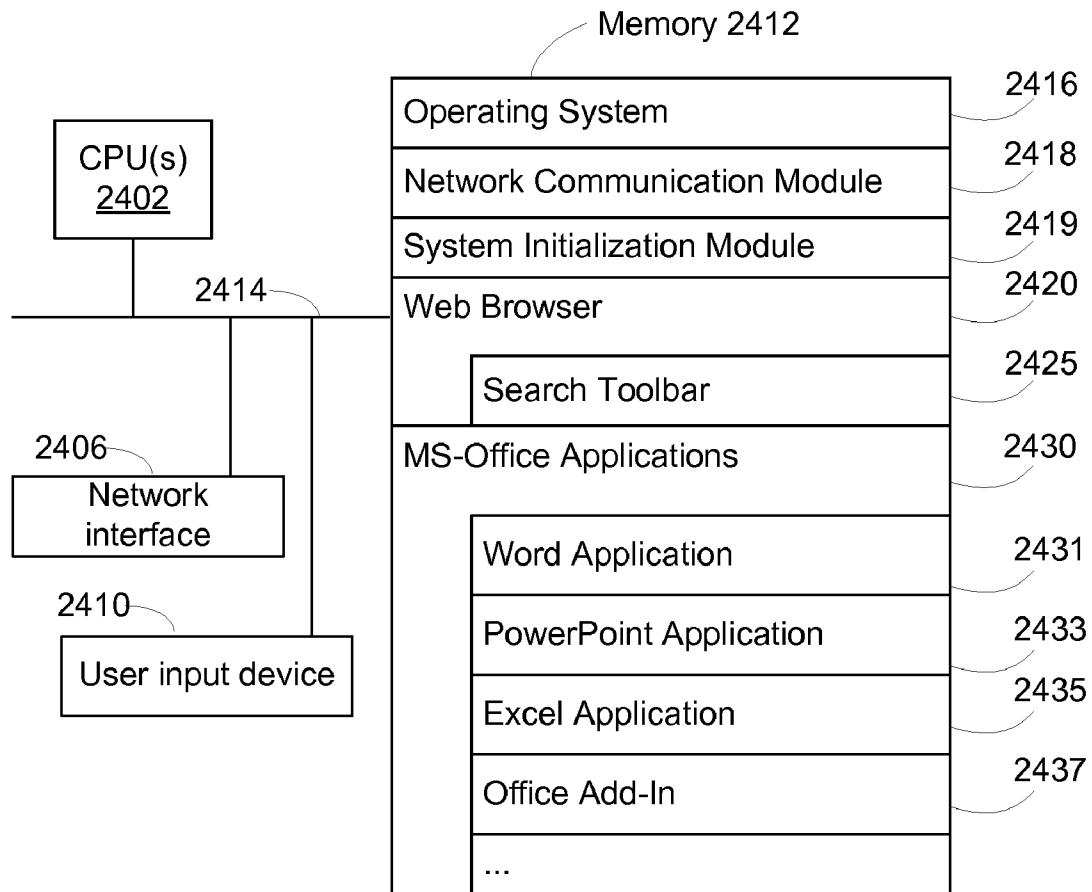 Memory 2412
CPU(s)
2402
2414
2406
Network
interface
2410
User input device
Operating System
2416
Network Communication Module
2418
System Initialization Module
2419
Web Browser
2420
Search Toolbar
2425
MS-Office Applications
2430
Word Application
2431
PowerPoint Application
2433
Excel Application
2435
Office Add-In
2437
...